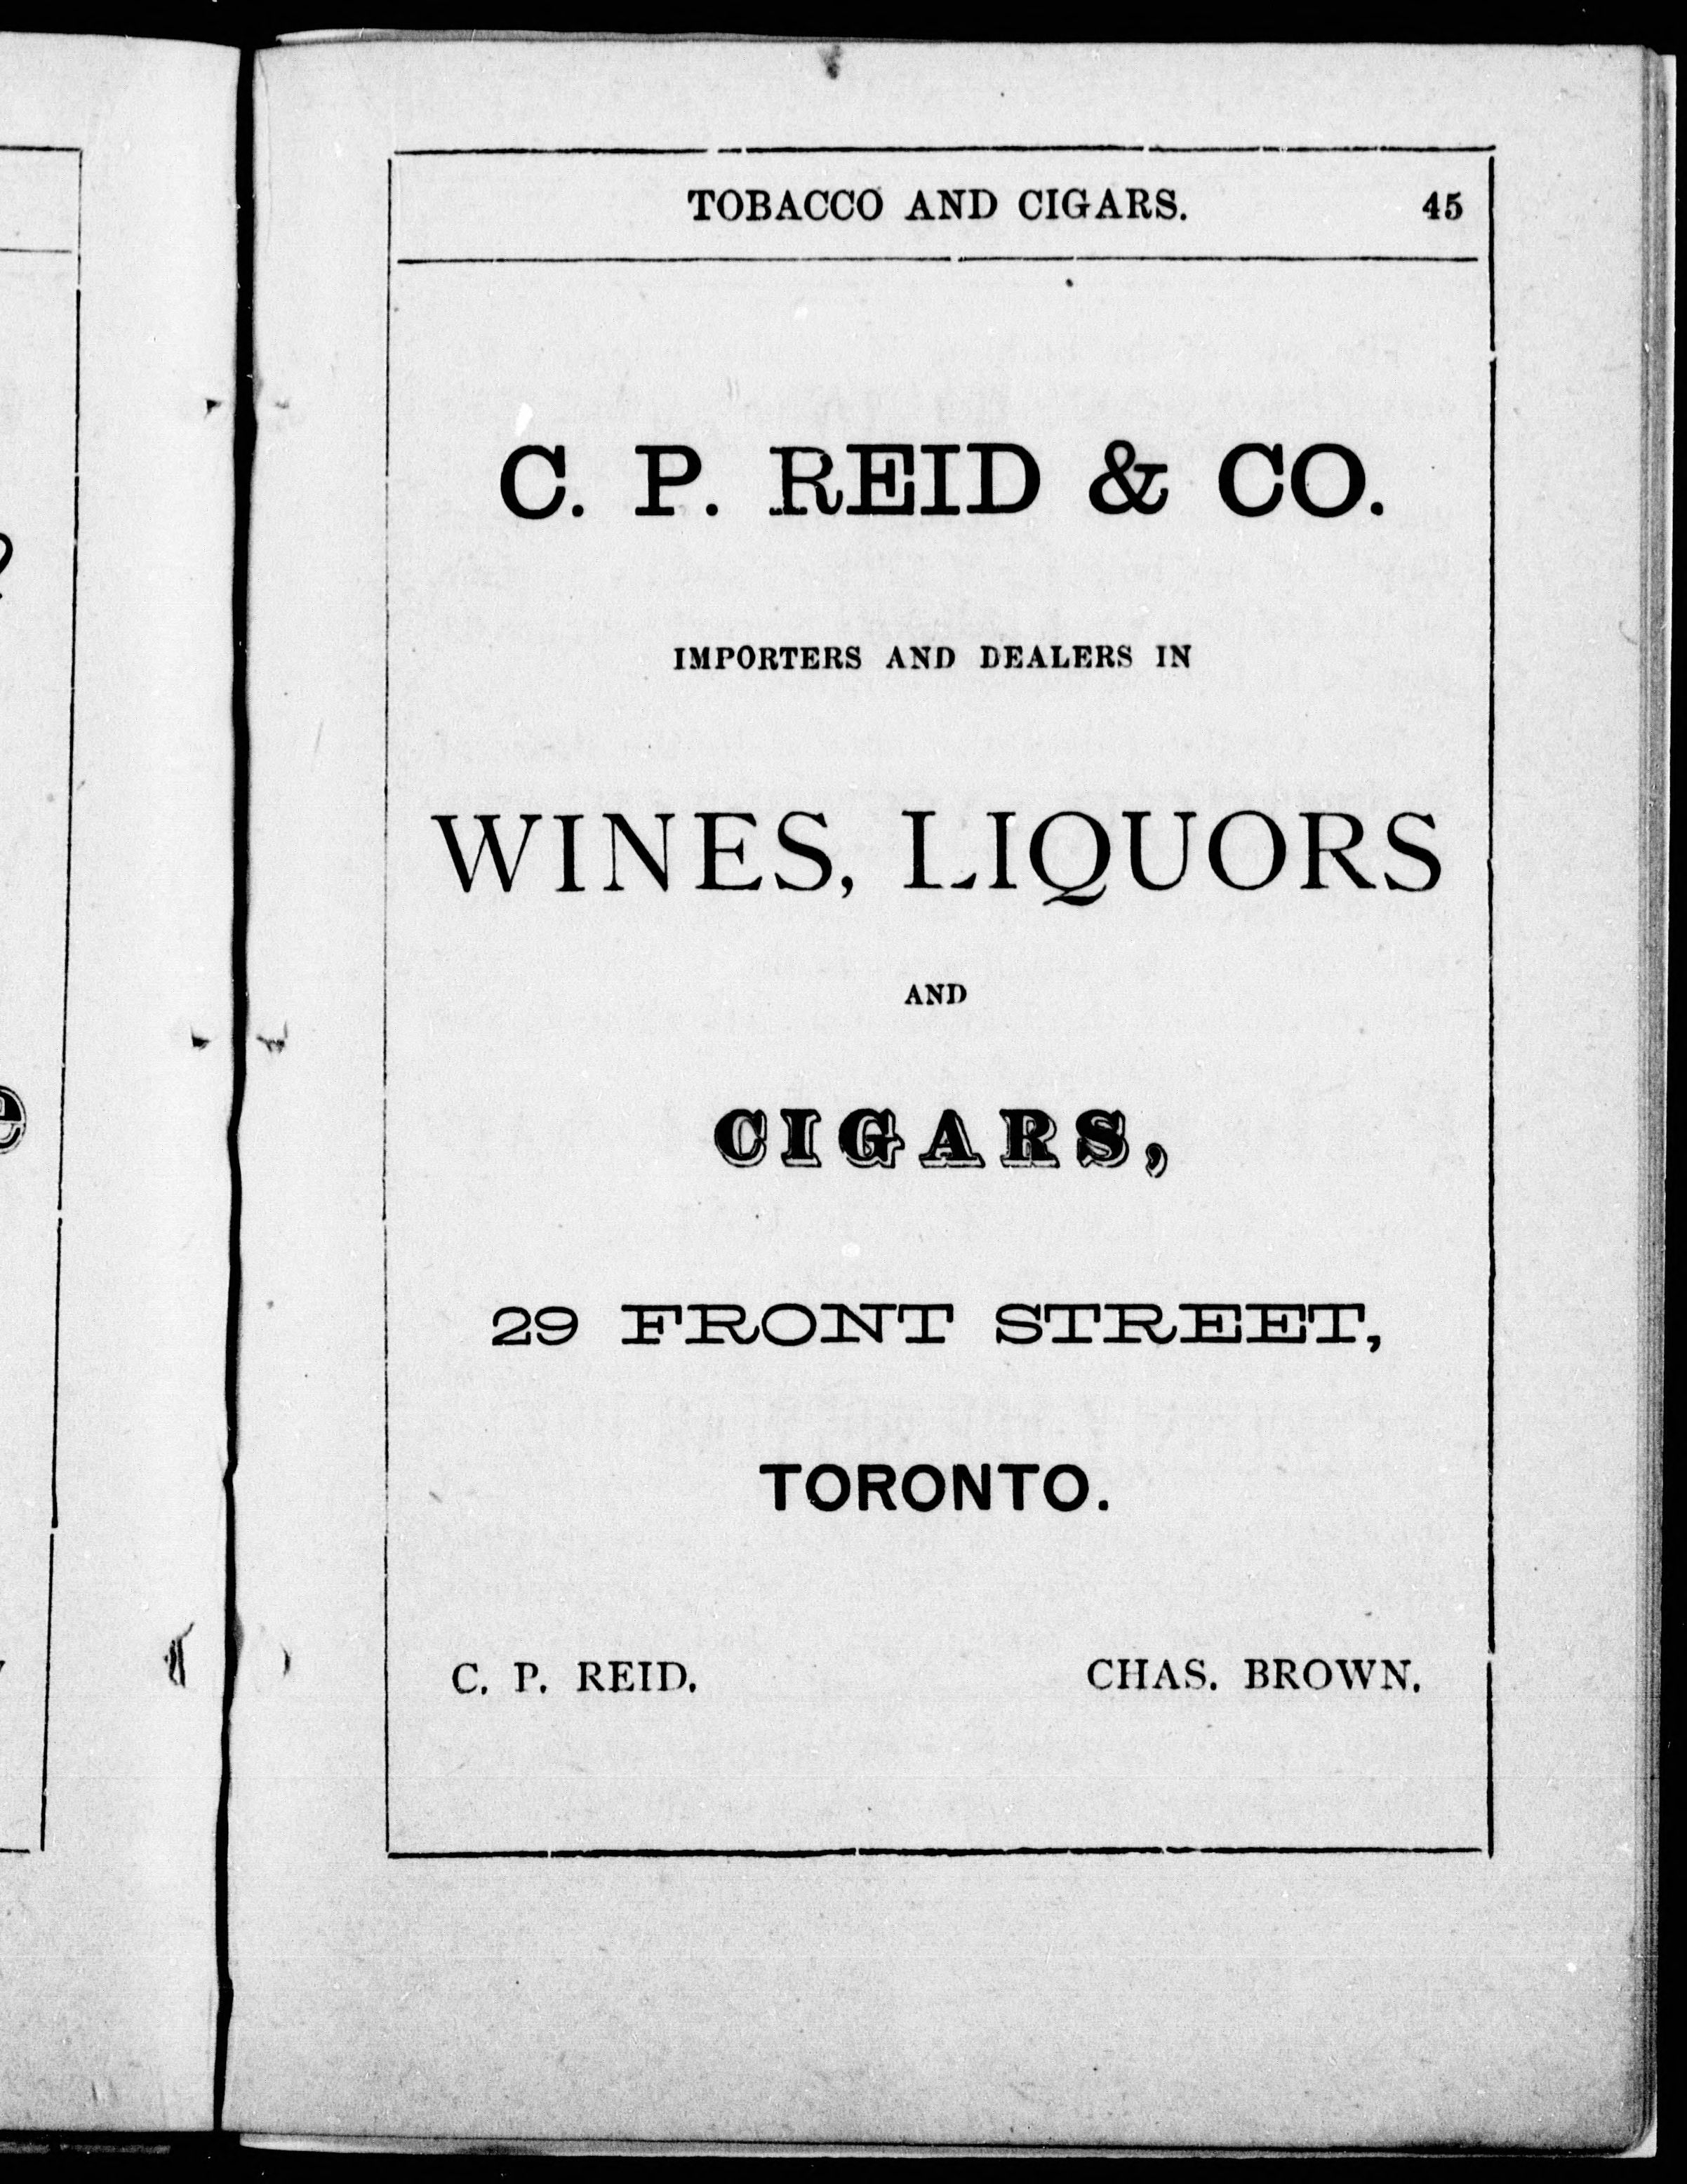 TOBACCO AND CIGARS. 45
C. P. REID & CO.
IMPORTERS AND DEALERS IN
WINES, LIQUORS
AND
CIGARS,
29 FRONT STREET,
TORONTO.
C. P. REID. CHAS. BROWN.